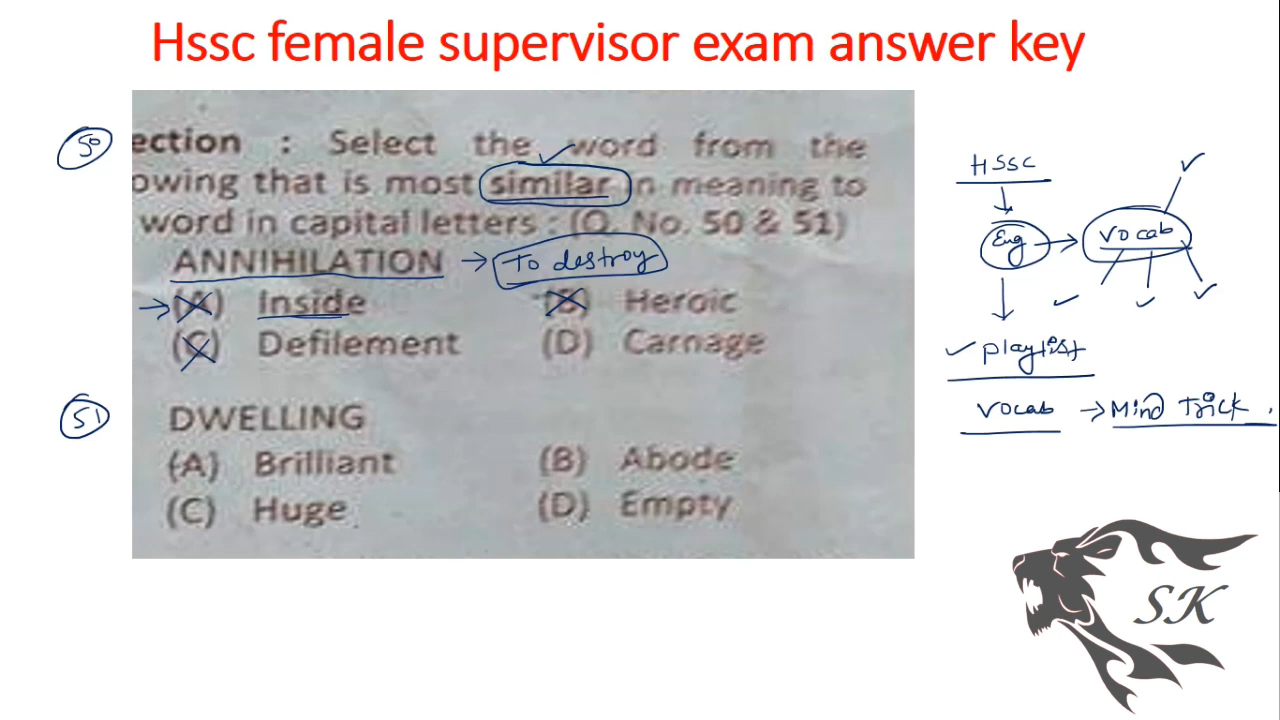 Hssc female supervisor exam answer key
50
ection : Select the word from the
owing that is most similar in meaning to
word in capital letters : (Q. No. 50 & 51)
ANNIHILATION → To destroy
(A) Inside (B) Heroic
(C) Defilement (D) Carnage
51
DWELLING
(A) Brilliant (B) Abode
(C) Huge (D) Empty
HSSC
Eng → vocab
playlist
vocab → Mind Trick
SK